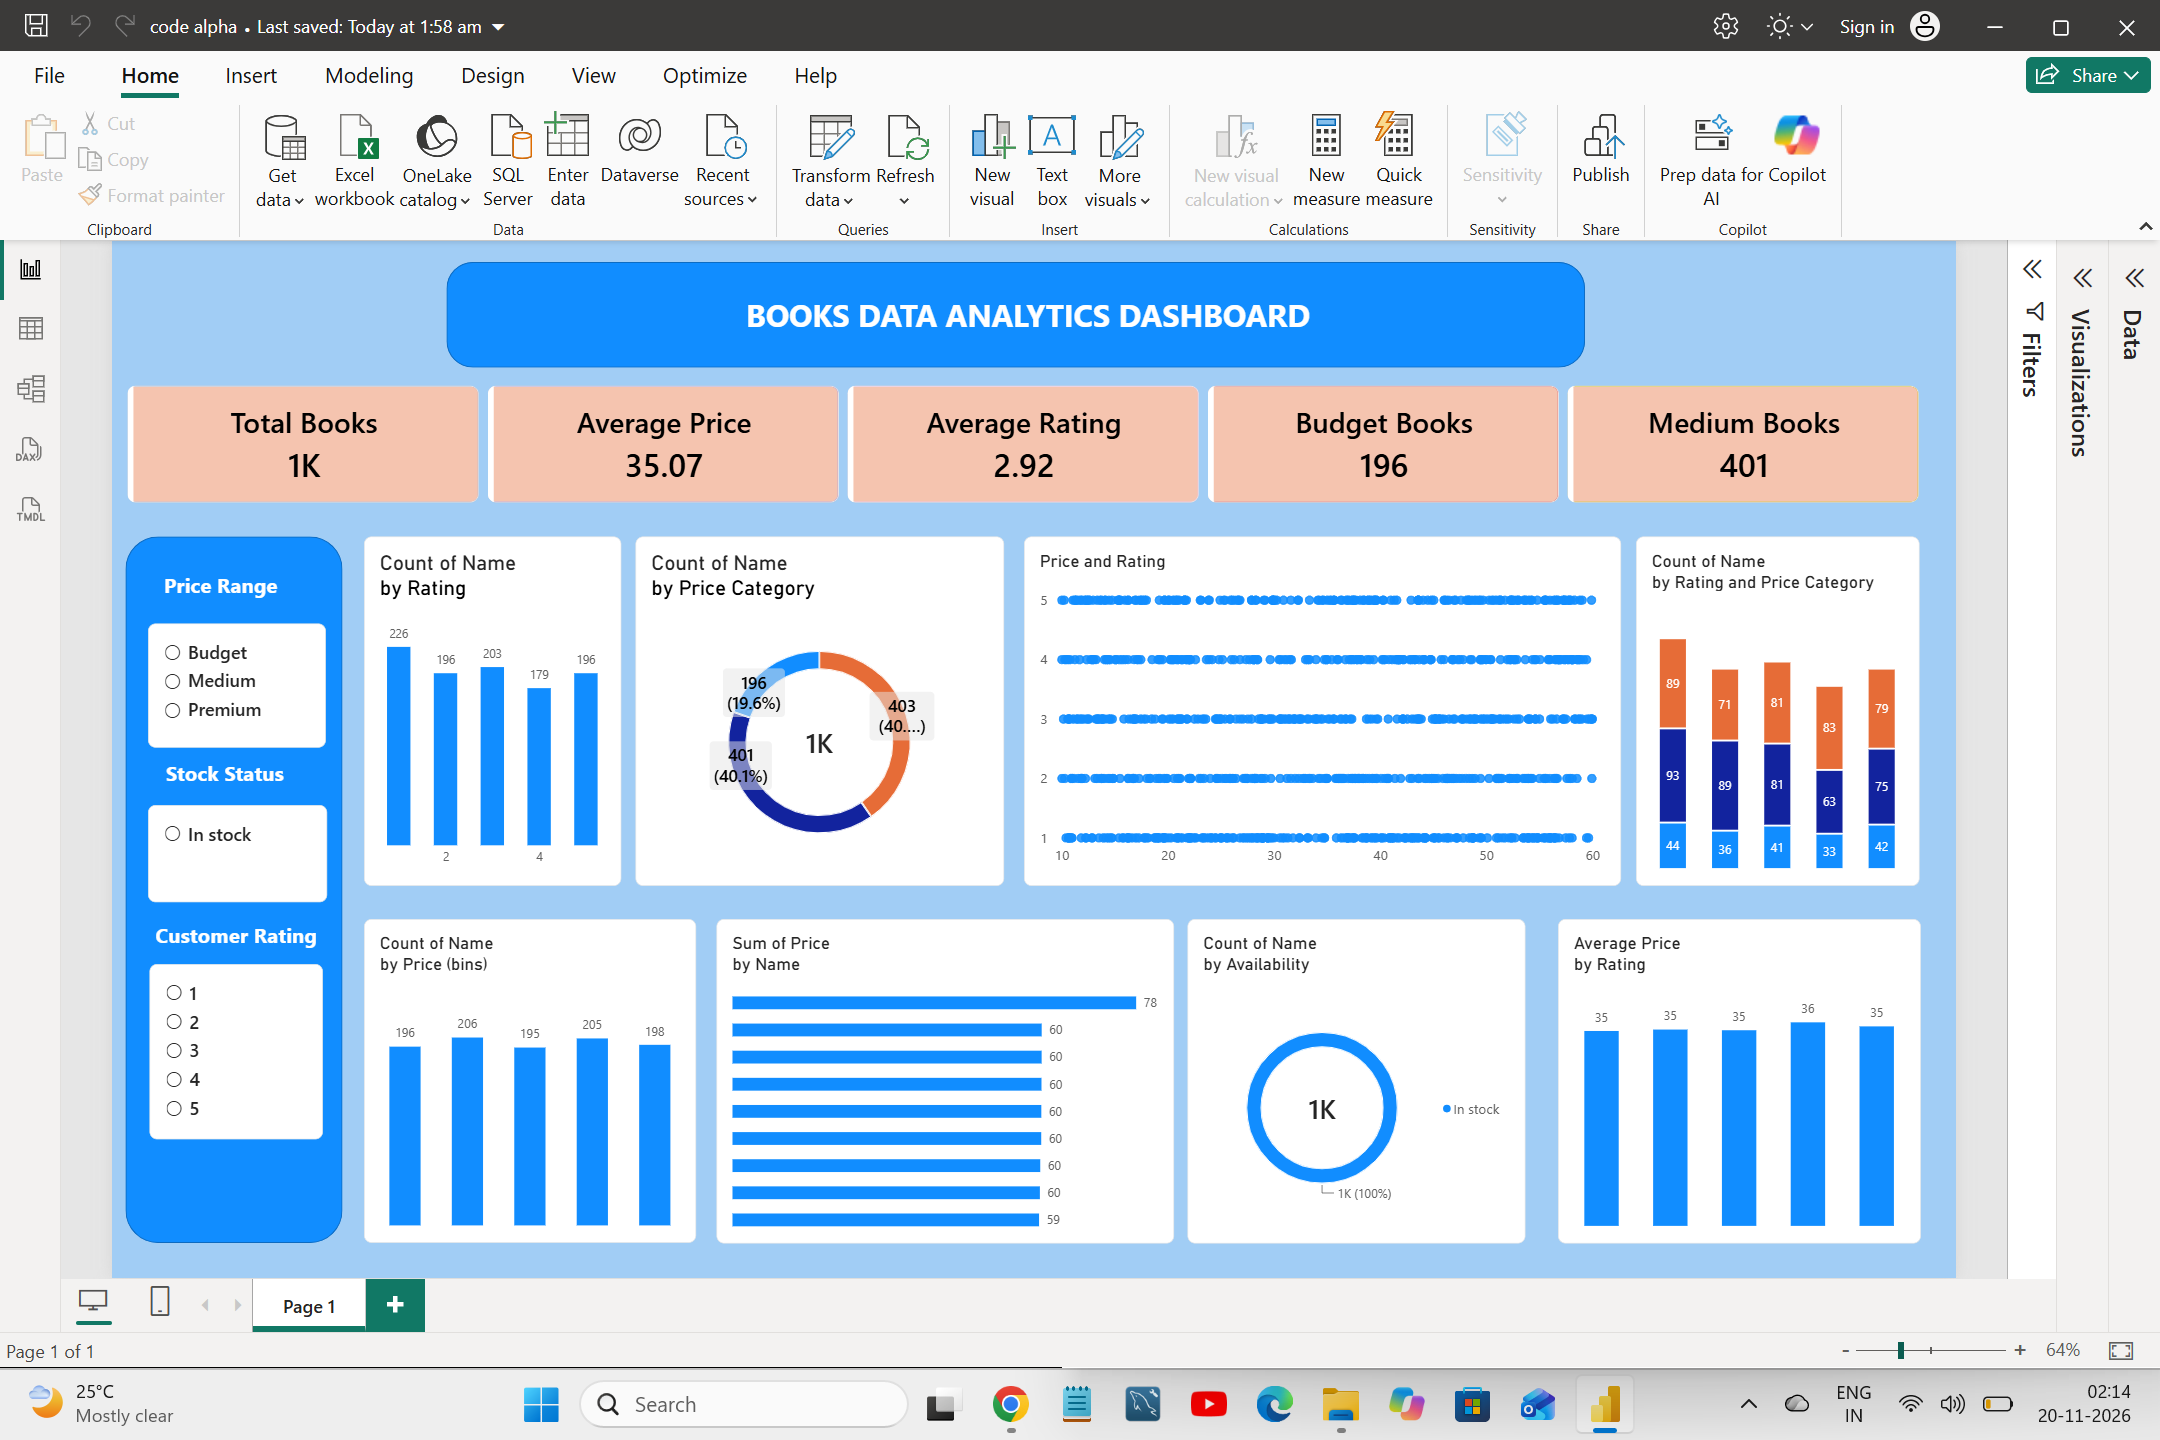 code alpha • Last saved: Today at 1:58 am
Sign in
File
Home
Insert
Modeling
Design
View
Optimize
Help
Share
Paste
Cut
Copy
Format painter
Clipboard
Get data
Excel workbook
OneLake catalog
SQL Server
Enter data
Dataverse
Recent sources
Data
Transform data
Refresh
Queries
New visual
Text box
More visuals
Insert
New visual calculation
New measure
Quick measure
Calculations
Sensitivity
Sensitivity
Publish
Share
Prep data for AI
Copilot
Copilot
DAX
TMDL
BOOKS DATA ANALYTICS DASHBOARD
Filters
Visualizations
Data
Total Books
1K
Average Price
35.07
Average Rating
2.92
Budget Books
196
Medium Books
401
Price Range
Budget
Medium
Premium
Stock Status
In stock
Customer Rating
1
2
3
4
5
Count of Name
by Rating
226
196
203
179
196
2
4
Count of Name
by Price Category
196
(19.6%)
403
(40....)
401
(40.1%)
1K
Price and Rating
5
4
3
2
1
10
20
30
40
50
60
Count of Name
by Rating and Price Category
89
71
81
83
79
93
89
81
63
75
44
36
41
33
42
Count of Name
by Price (bins)
196
206
195
205
198
Sum of Price
by Name
78
60
60
60
60
60
60
60
59
Count of Name
by Availability
1K
In stock
1K (100%)
Average Price
by Rating
35
35
35
36
35
Page 1
Page 1 of 1
- +
64%
25°C
Mostly clear
Search
ENG
IN
02:14
20-11-2026